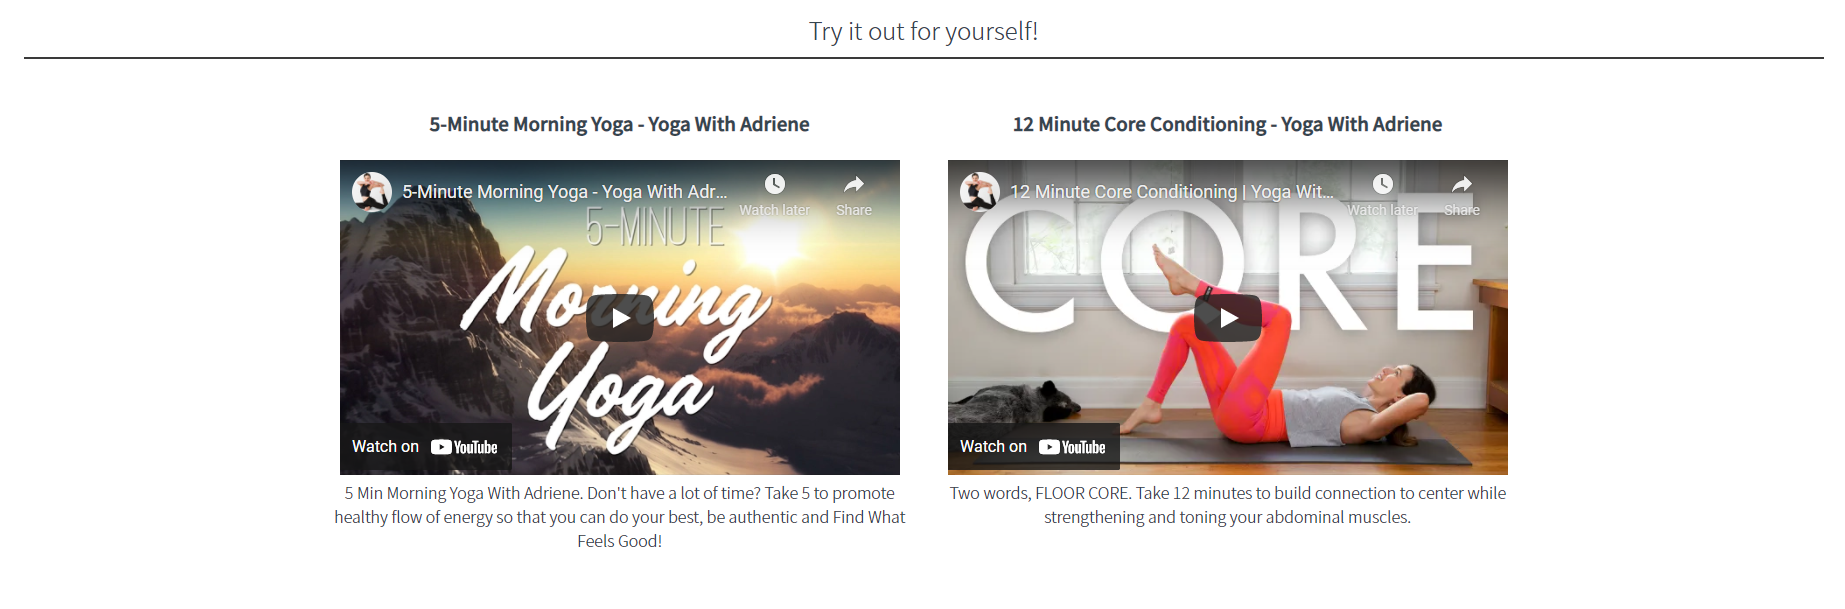 Try it out for yourself!
5-Minute Morning Yoga - Yoga With Adriene
5-Minute Morning Yoga - Yoga With Adr...
Watch later
Share
5-MINUTE
Morning
Yoga
Watch on YouTube
5 Min Morning Yoga With Adriene. Don't have a lot of time? Take 5 to promote
healthy flow of energy so that you can do your best, be authentic and Find What
Feels Good!
12 Minute Core Conditioning - Yoga With Adriene
12 Minute Core Conditioning | Yoga Wit...
Watch later
Share
CORE
Watch on YouTube
Two words, FLOOR CORE. Take 12 minutes to build connection to center while
strengthening and toning your abdominal muscles.